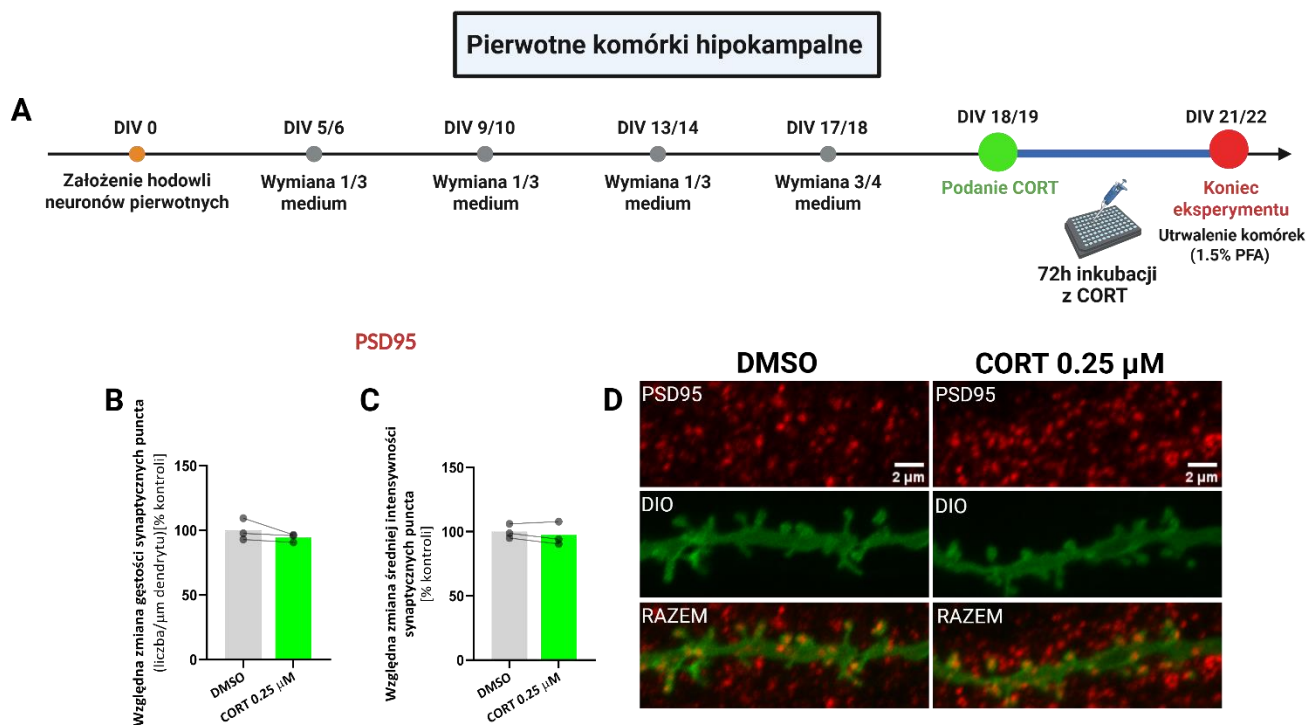 Pierwotne komórki hipokampalne
A
DIV 0
DIV 5/6
DIV 9/10
DIV 13/14
DIV 17/18
DIV 18/19
DIV 21/22
Założenie hodowli
neuronów pierwotnych
Wymiana 1/3
medium
Wymiana 1/3
medium
Wymiana 1/3
medium
Wymiana 3/4
medium
Podanie CORT
Koniec
eksperymentu
Utrwalenie komórek
(1.5% PFA)
72h inkubacji
z CORT
PSD95
B
Względna zmiana gęstości synaptycznych puncta
(liczba/µm dendrytu)[% kontroli]
150
100
50
0
DMSO
CORT 0.25 µM
C
Względna zmiana średniej intensywności
synaptycznych puncta
[% kontroli]
150
100
50
0
DMSO
CORT 0.25 µM
D
DMSO
CORT 0.25 µM
PSD95
2 µm
PSD95
2 µm
DIO
DIO
RAZEM
RAZEM